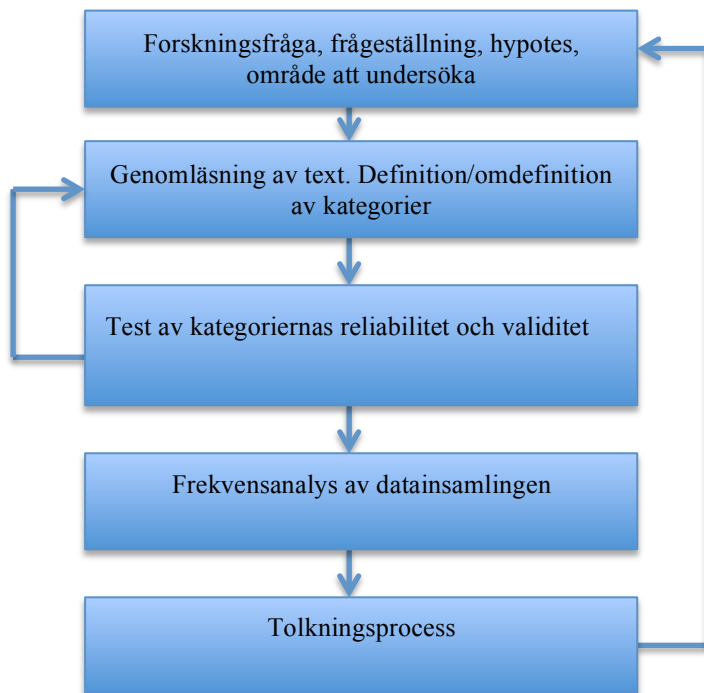 Forskningsfråga, frågeställning, hypotes,
område att undersöka
Genomläsning av text. Definition/omdefinition
av kategorier
Test av kategoriernas reliabilitet och validitet
Frekvensanalys av datainsamlingen
Tolkningsprocess